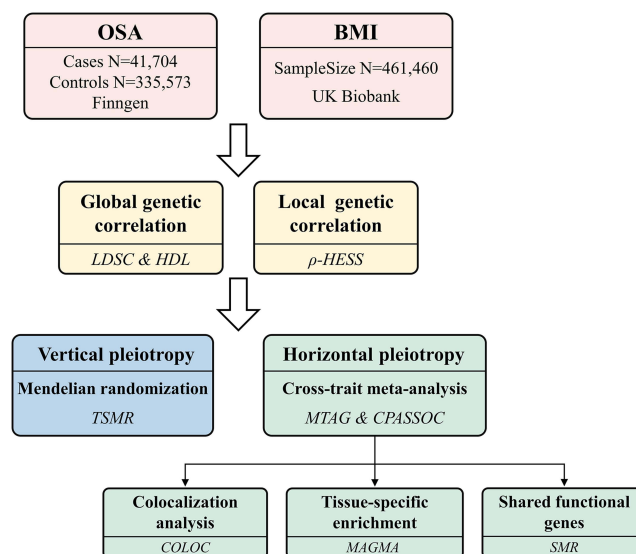 OSA
Cases N=41,704
Controls N=335,573
Finngen
BMI
SampleSize N=461,460
UK Biobank
Global genetic
correlation
LDSC & HDL
Local genetic
correlation
ρ-HESS
Vertical pleiotropy
Mendelian randomization
TSMR
Horizontal pleiotropy
Cross-trait meta-analysis
MTAG & CPASSOC
Colocalization
analysis
COLOC
Tissue-specific
enrichment
MAGMA
Shared functional
genes
SMR